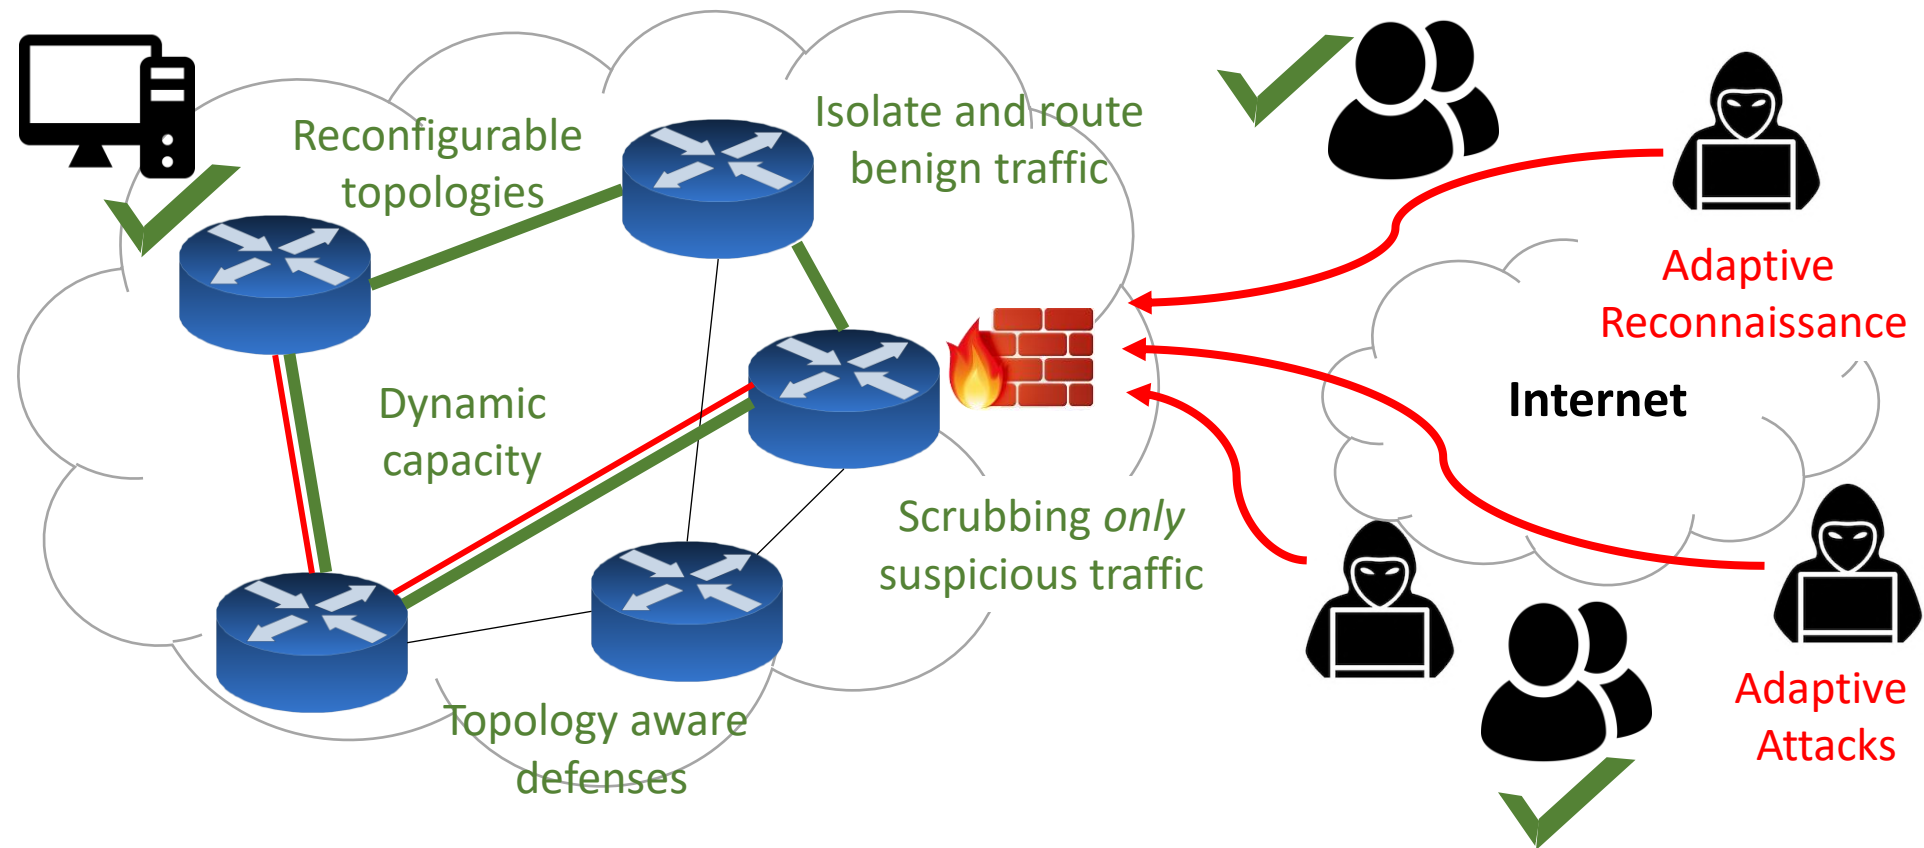 Reconfigurable
topologies
Isolate and route
benign traffic
Dynamic
capacity
Scrubbing only
suspicious traffic
Topology aware
defenses
Adaptive
Reconnaissance
Internet
Adaptive
Attacks